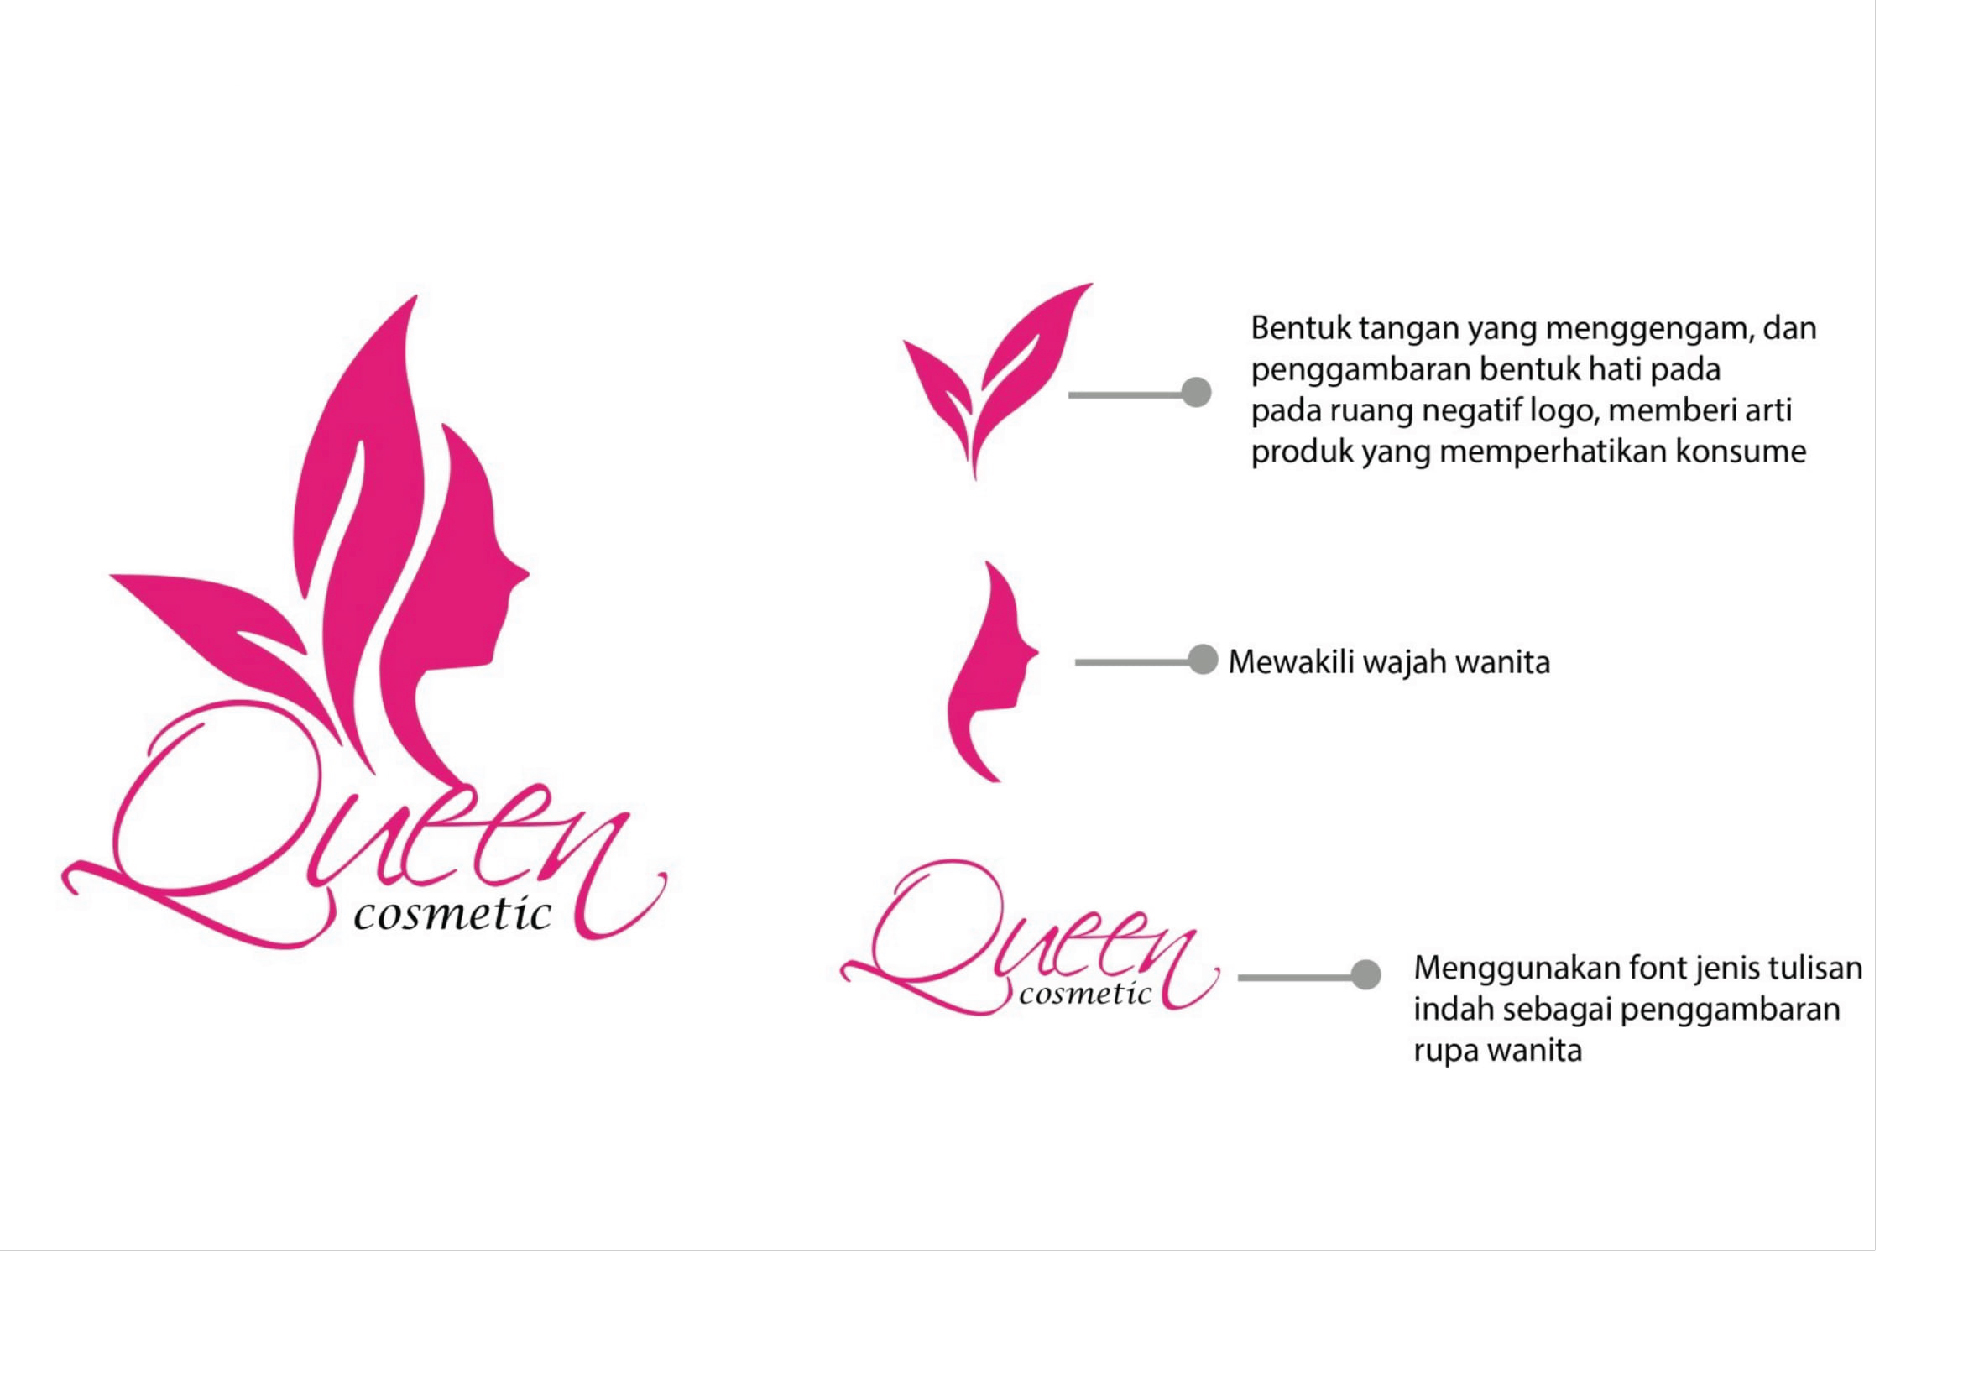 Queen
cosmetic
Bentuk tangan yang menggengam, dan
penggambaran bentuk hati pada
pada ruang negatif logo, memberi arti
produk yang memperhatikan konsume
Mewakili wajah wanita
Queen
cosmetic
Menggunakan font jenis tulisan
indah sebagai penggambaran
rupa wanita